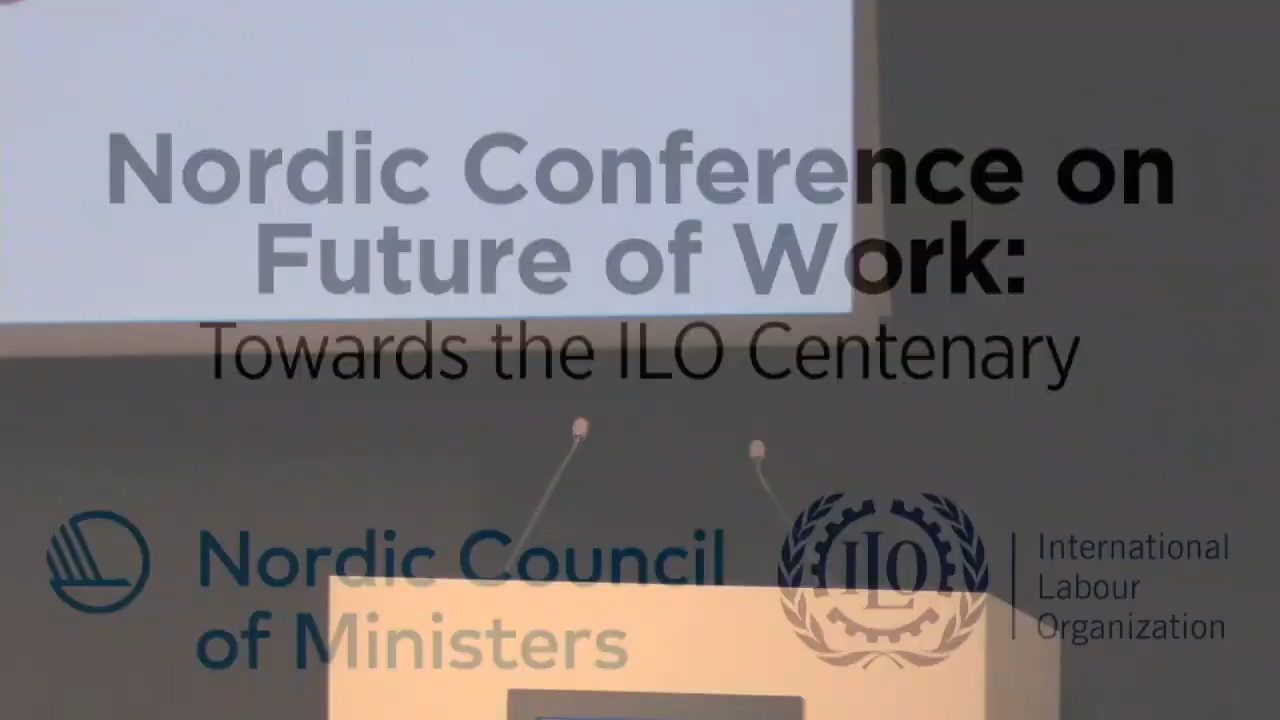 Nordic Conference on
Future of Work:
Towards the ILO Centenary
Nordic Council
of Ministers
ILO
International
Labour
Organization